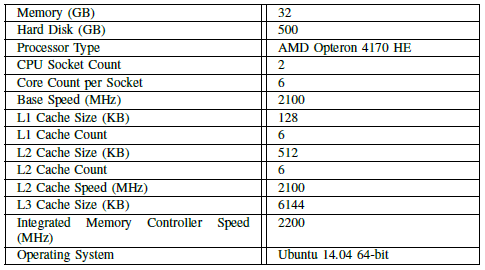 Memory (GB) 32
Hard Disk (GB) 500
Processor Type AMD Opteron 4170 HE
CPU Socket Count 2
Core Count per Socket 6
Base Speed (MHz) 2100
L1 Cache Size (KB) 128
L1 Cache Count 6
L2 Cache Size (KB) 512
L2 Cache Count 6
L2 Cache Speed (MHz) 2100
L3 Cache Size (KB) 6144
Integrated Memory Controller Speed 2200
(MHz)
Operating System Ubuntu 14.04 64-bit